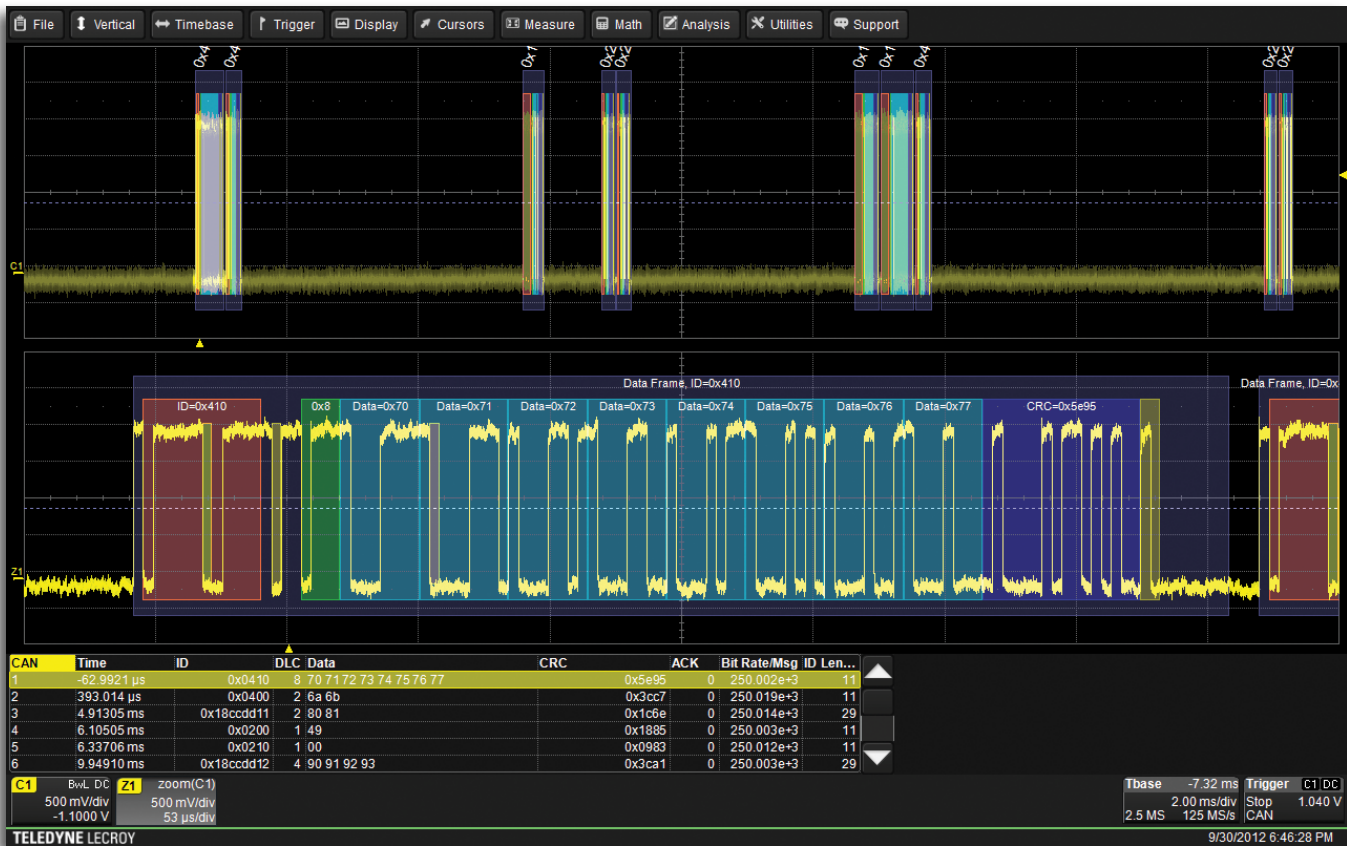 File Vertical Timebase Trigger Display Cursors Measure Math Analysis Utilities Support
0x4 0x4 0x1 0x2 0x2 0x1 0x1 0x4 0x2 0x2
C1
Data Frame, ID=0x410 Data Frame, ID=0x
ID=0x410 0x8 Data=0x70 Data=0x71 Data=0x72 Data=0x73 Data=0x74 Data=0x75 Data=0x76 Data=0x77 CRC=0x5e95
Z1
CAN Time ID DLC Data CRC ACK Bit Rate/Msg ID Len...
1 -62.9921 µs 0x0410 8 70 71 72 73 74 75 76 77 0x5e95 0 250.002e+3 11
2 393.014 µs 0x0400 2 6a 6b 0x3cc7 0 250.019e+3 11
3 4.91305 ms 0x18ccdd11 2 80 81 0x1c6e 0 250.014e+3 29
4 6.10505 ms 0x0200 1 49 0x1885 0 250.003e+3 11
5 6.33706 ms 0x0210 1 00 0x0983 0 250.012e+3 11
6 9.94910 ms 0x18ccdd12 4 90 91 92 93 0x3ca1 0 250.003e+3 29
C1 BwL DC Z1 zoom(C1) Tbase -7.32 ms Trigger C1 DC
500 mV/div 500 mV/div 2.00 ms/div Stop 1.040 V
-1.1000 V 53 µs/div 2.5 MS 125 MS/s CAN
TELEDYNE LECROY 9/30/2012 6:46:28 PM